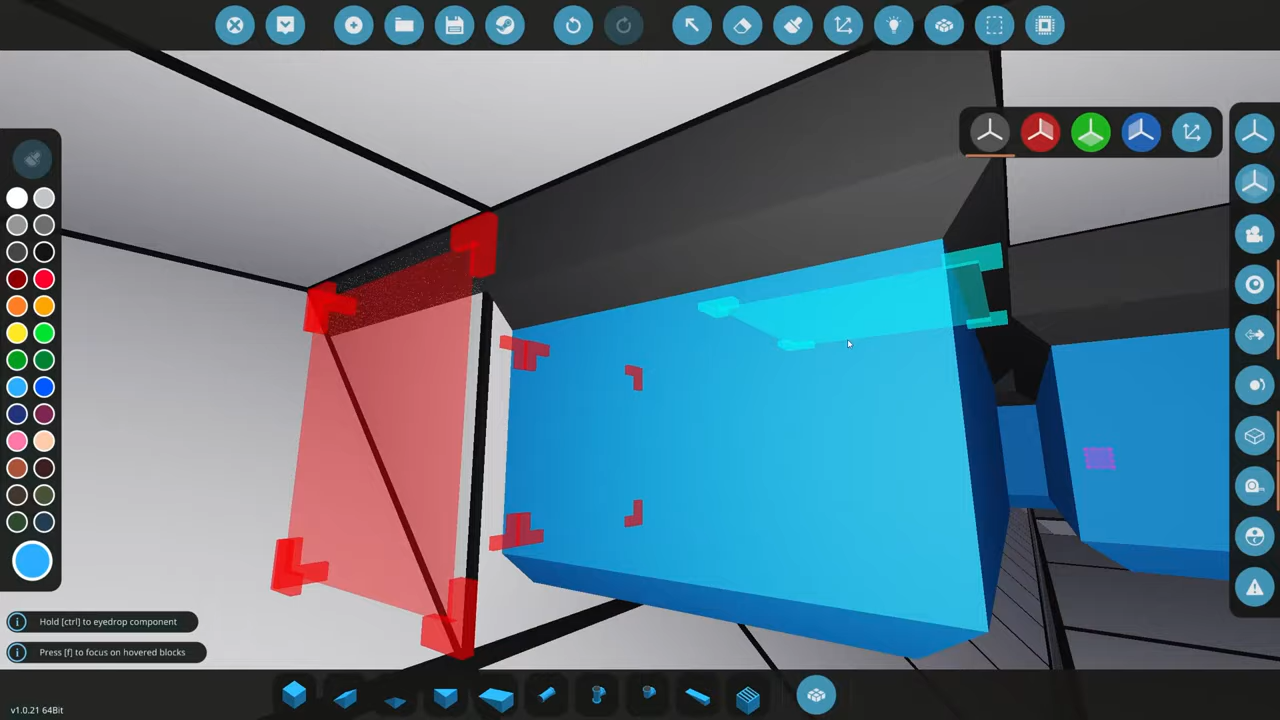 Hold [ctrl] to eyedrop component
Press [f] to focus on hovered blocks
v1.0.21 64Bit